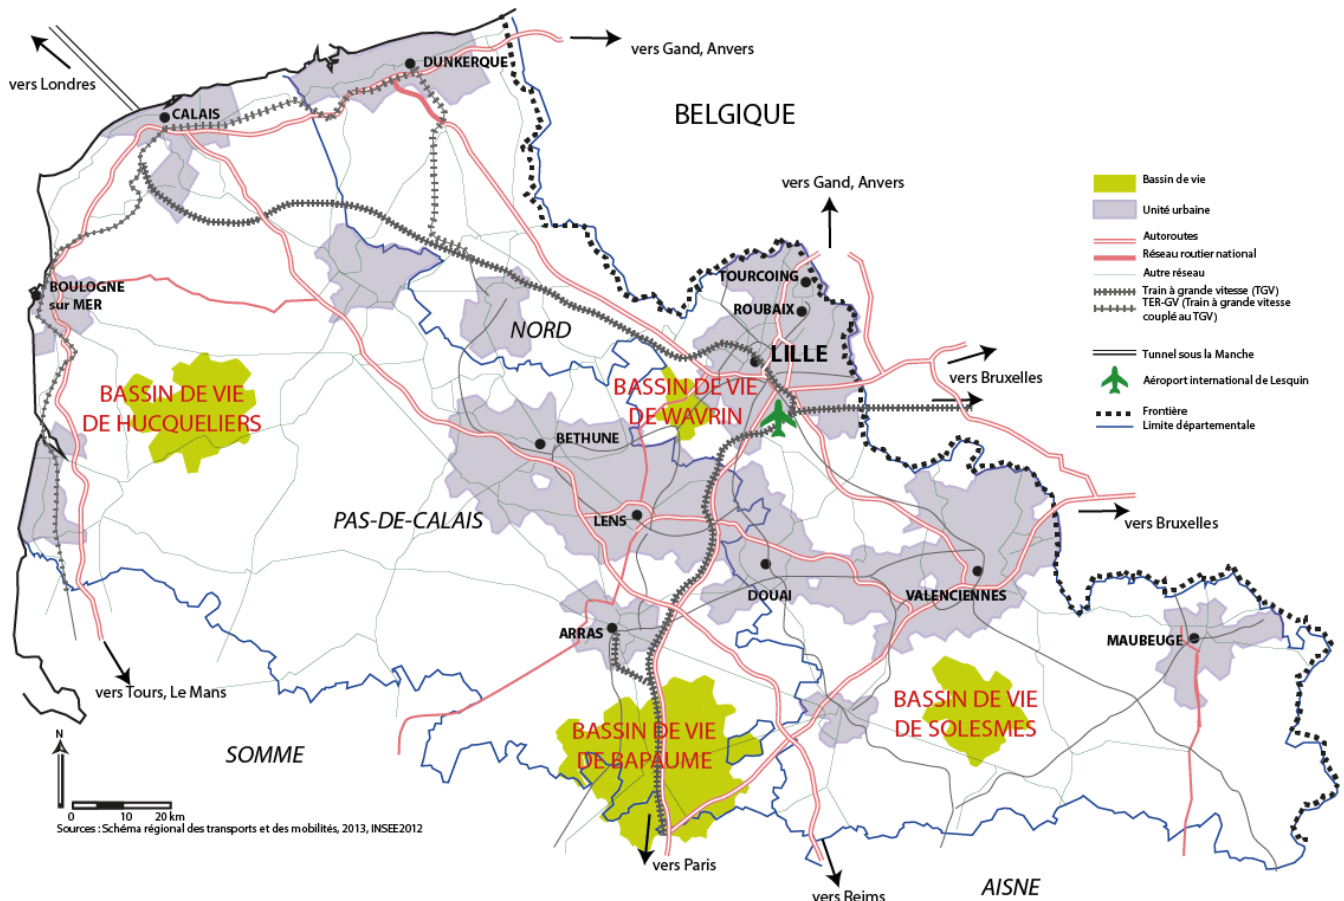 vers Londres
DUNKERQUE
vers Gand, Anvers
CALAIS
BELGIQUE
vers Gand, Anvers
BOULOGNE
sur MER
NORD
TOURCOING
ROUBAIX
LILLE
vers Bruxelles
BASSIN DE VIE
DE HUCQUELIERS
BASSIN DE VIE
DE WAVRIN
BETHUNE
PAS-DE-CALAIS
LENS
vers Bruxelles
DOUAI
VALENCIENNES
ARRAS
MAUBEUGE
vers Tours, Le Mans
BASSIN DE VIE
DE SOLESMES
BASSIN DE VIE
DE BAPAUME
SOMME
vers Paris
vers Reims
AISNE
Bassin de vie
Unité urbaine
Autoroutes
Réseau routier national
Autre réseau
Train à grande vitesse (TGV)
TER-GV (Train à grande vitesse
couplé au TGV)
Tunnel sous la Manche
Aéroport international de Lesquin
Frontière
Limite départementale
N
0 10 20 km
Sources : Schéma régional des transports et des mobilités, 2013, INSEE2012